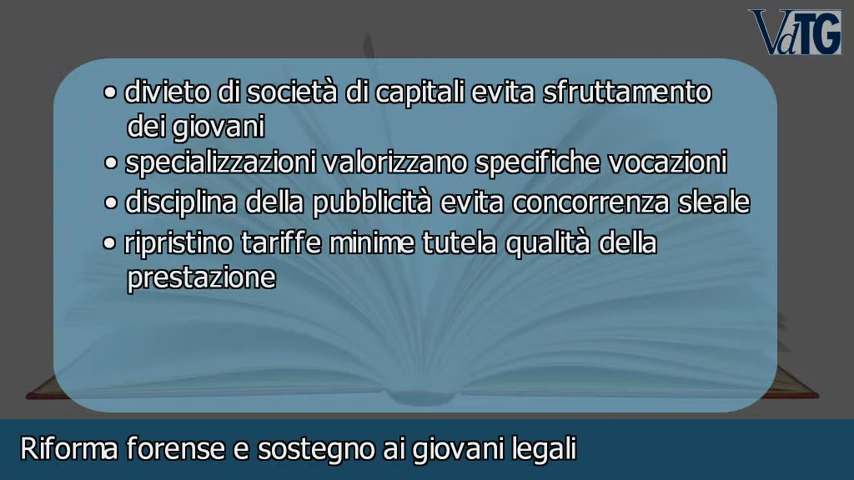 VdTG
• divieto di società di capitali evita sfruttamento
dei giovani
• specializzazioni valorizzano specifiche vocazioni
• disciplina della pubblicità evita concorrenza sleale
• ripristino tariffe minime tutela qualità della
prestazione
Riforma forense e sostegno ai giovani legali